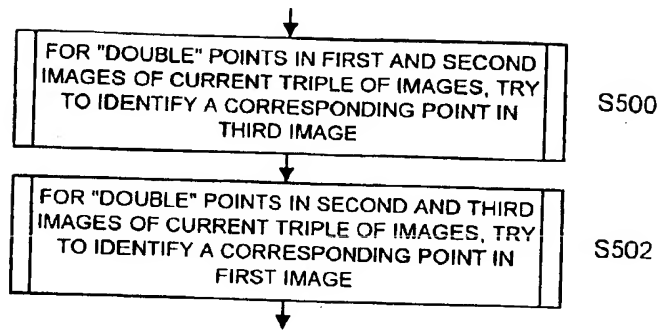 FOR "DOUBLE" POINTS IN FIRST AND SECOND
IMAGES OF CURRENT TRIPLE OF IMAGES, TRY
TO IDENTIFY A CORRESPONDING POINT IN
THIRD IMAGE
S500
FOR "DOUBLE" POINTS IN SECOND AND THIRD
IMAGES OF CURRENT TRIPLE OF IMAGES, TRY
TO IDENTIFY A CORRESPONDING POINT IN
FIRST IMAGE
S502